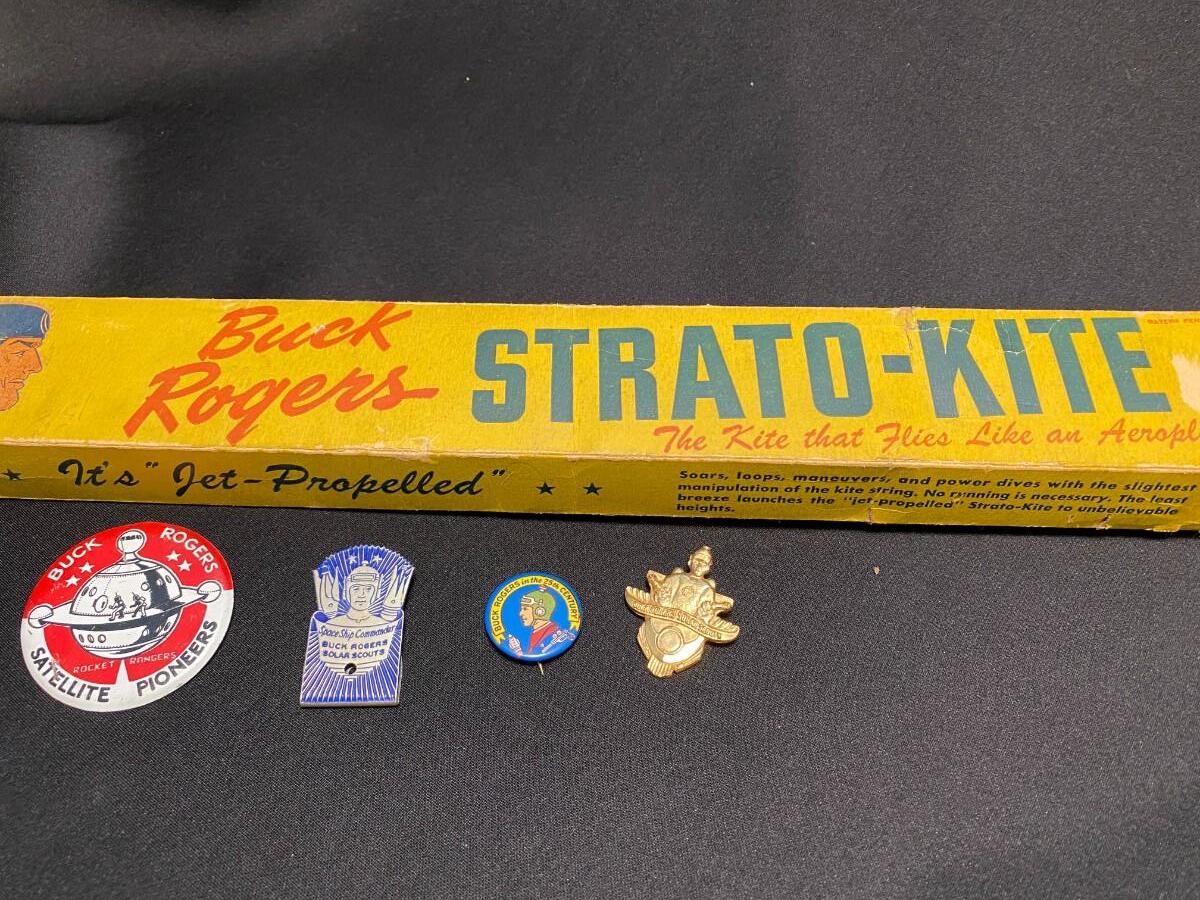 Buck
Rogers
STRATO-KITE
The Kite that Flies Like an Aeropl
It's "Jet-Propelled"
Soars, loops, maneuvers, and power dives with the slightest
manipulation of the kite string. No running is necessary. The least
breeze launches the "jet-propelled" Strato-Kite to unbelievable
heights.
BUCK ROGERS
ROCKET RANGERS
SATELLITE PIONEERS
Space Ship Commander
BUCK ROGERS
SOLAR SCOUTS
BUCK ROGERS in the 25th CENTURY